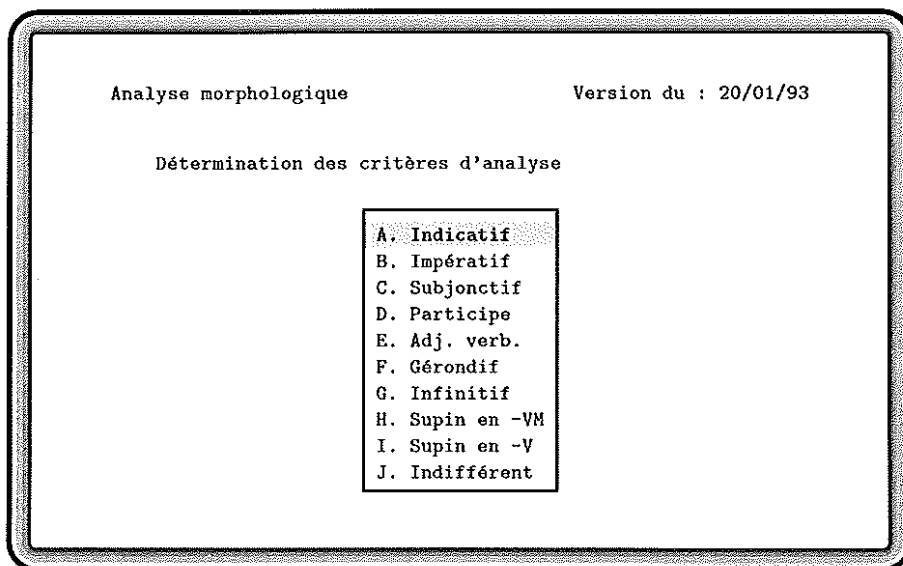 Analyse morphologique Version du : 20/01/93
Détermination des critères d'analyse
A. Indicatif
B. Impératif
C. Subjonctif
D. Participe
E. Adj. verb.
F. Gérondif
G. Infinitif
H. Supin en -VM
I. Supin en -V
J. Indifférent